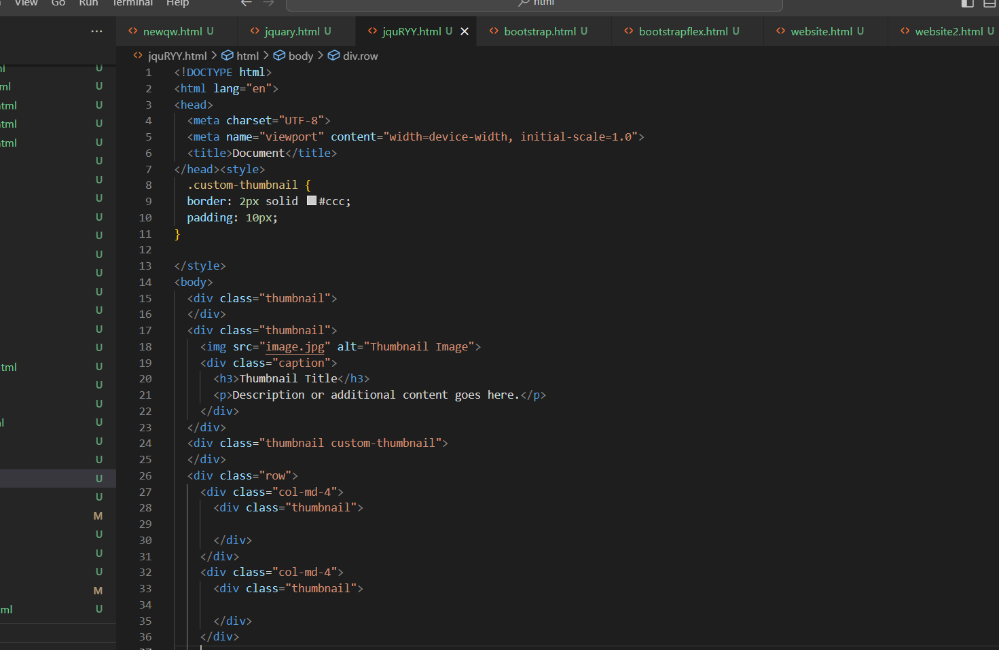 View Go Run Terminal Help html
··· newqw.html U jquary.html U jquRYY.html U bootstrap.html U bootstrapflex.html U website.html U website2.html U
jquRYY.html > html > body > div.row
ml U
tml U
tml U
tml U
U
U
U
U
U
U
U
U
U
U
U
tml U
U
U
U
U
U
U
U
M
U
U
U
M
ml U
1 <!DOCTYPE html>
2 <html lang="en">
3 <head>
4 <meta charset="UTF-8">
5 <meta name="viewport" content="width=device-width, initial-scale=1.0">
6 <title>Document</title>
7 </head><style>
8 .custom-thumbnail {
9 border: 2px solid #ccc;
10 padding: 10px;
11 }
12
13 </style>
14 <body>
15 <div class="thumbnail">
16 </div>
17 <div class="thumbnail">
18 <img src="image.jpg" alt="Thumbnail Image">
19 <div class="caption">
20 <h3>Thumbnail Title</h3>
21 <p>Description or additional content goes here.</p>
22 </div>
23 </div>
24 <div class="thumbnail custom-thumbnail">
25 </div>
26 <div class="row">
27 <div class="col-md-4">
28 <div class="thumbnail">
29
30 </div>
31 </div>
32 <div class="col-md-4">
33 <div class="thumbnail">
34
35 </div>
36 </div>